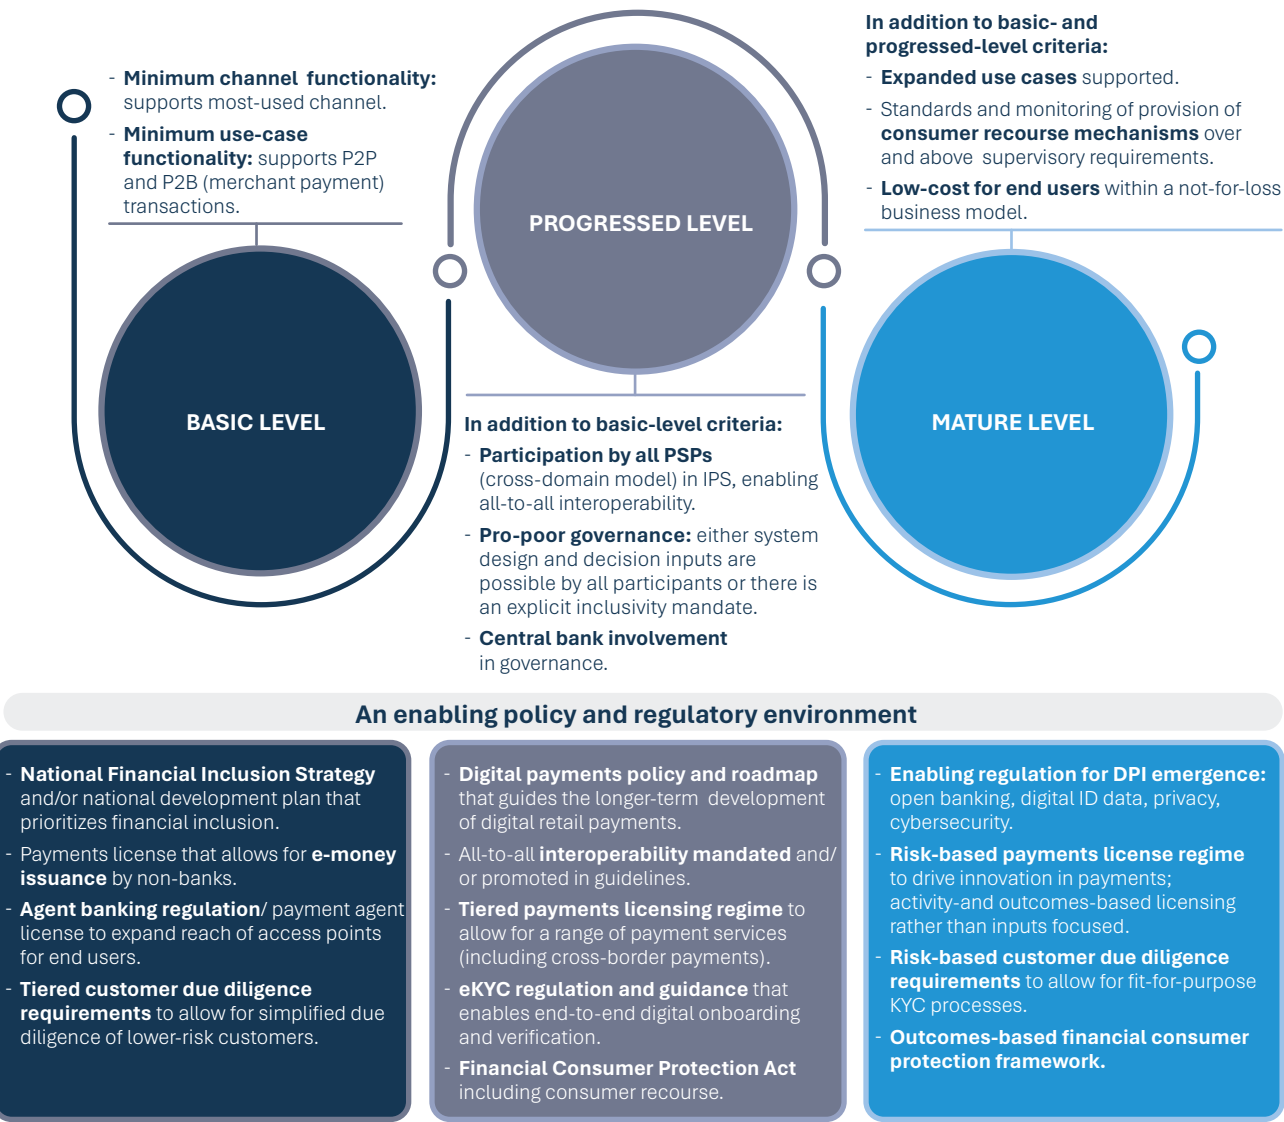 - Minimum channel functionality:
supports most-used channel.
- Minimum use-case
functionality: supports P2P
and P2B (merchant payment)
transactions.
BASIC LEVEL
PROGRESSED LEVEL
In addition to basic-level criteria:
- Participation by all PSPs
(cross-domain model) in IPS, enabling
all-to-all interoperability.
- Pro-poor governance: either system
design and decision inputs are
possible by all participants or there is
an explicit inclusivity mandate.
- Central bank involvement
in governance.
In addition to basic- and
progressed-level criteria:
- Expanded use cases supported.
- Standards and monitoring of provision of
consumer recourse mechanisms over
and above supervisory requirements.
- Low-cost for end users within a not-for-loss
business model.
MATURE LEVEL
An enabling policy and regulatory environment
- National Financial Inclusion Strategy
and/or national development plan that
prioritizes financial inclusion.
- Payments license that allows for e-money
issuance by non-banks.
- Agent banking regulation/ payment agent
license to expand reach of access points
for end users.
- Tiered customer due diligence
requirements to allow for simplified due
diligence of lower-risk customers.
- Digital payments policy and roadmap
that guides the longer-term development
of digital retail payments.
- All-to-all interoperability mandated and/
or promoted in guidelines.
- Tiered payments licensing regime to
allow for a range of payment services
(including cross-border payments).
- eKYC regulation and guidance that
enables end-to-end digital onboarding
and verification.
- Financial Consumer Protection Act
including consumer recourse.
- Enabling regulation for DPI emergence:
open banking, digital ID data, privacy,
cybersecurity.
- Risk-based payments license regime
to drive innovation in payments;
activity-and outcomes-based licensing
rather than inputs focused.
- Risk-based customer due diligence
requirements to allow for fit-for-purpose
KYC processes.
- Outcomes-based financial consumer
protection framework.